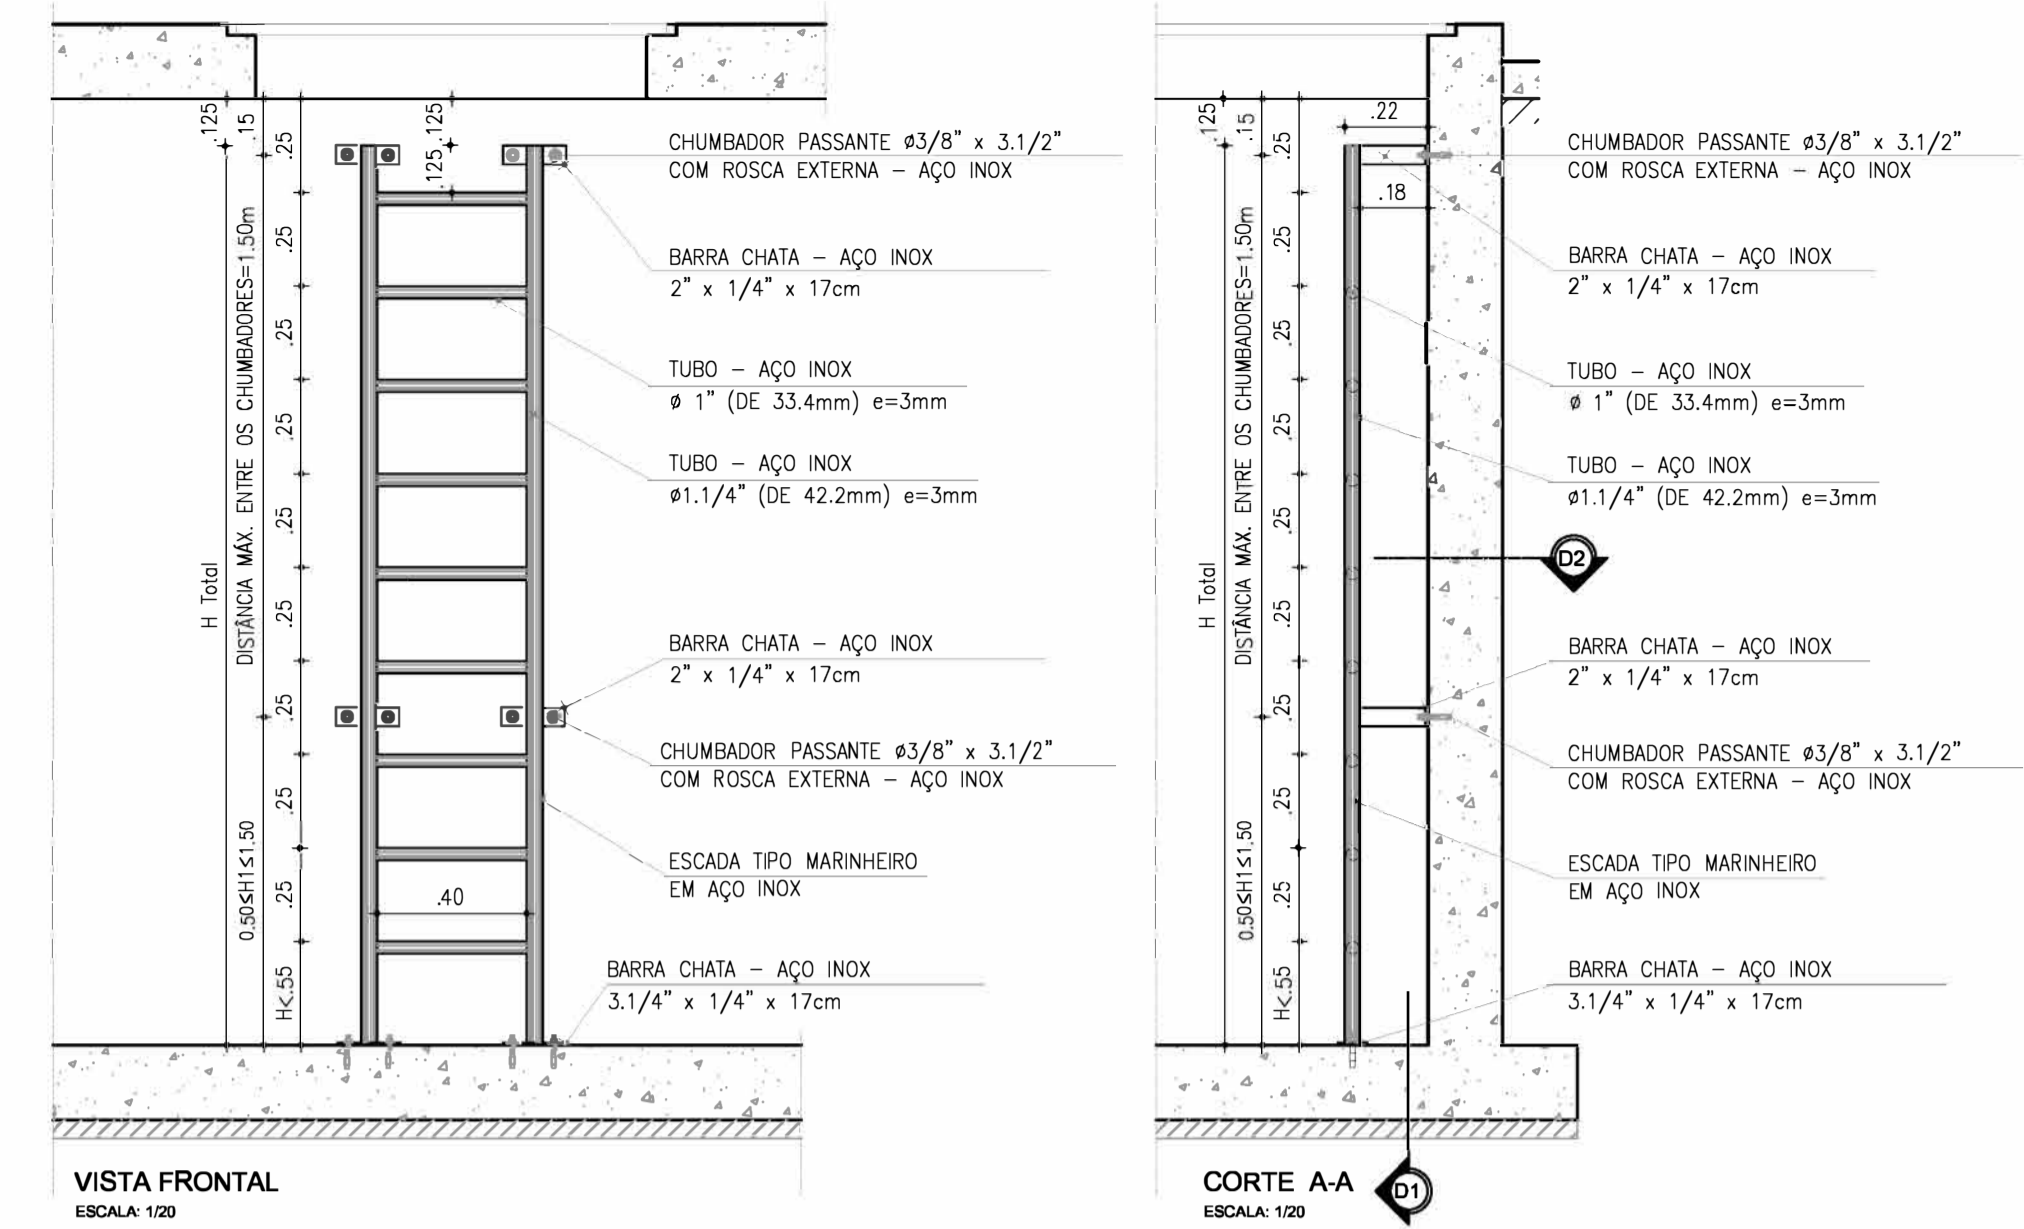 .125
.15
.25
.125
.125
CHUMBADOR PASSANTE ø3/8" x 3.1/2"
COM ROSCA EXTERNA – AÇO INOX
BARRA CHATA – AÇO INOX
2" x 1/4" x 17cm
TUBO – AÇO INOX
ø 1" (DE 33.4mm) e=3mm
TUBO – AÇO INOX
ø1.1/4" (DE 42.2mm) e=3mm
BARRA CHATA – AÇO INOX
2" x 1/4" x 17cm
CHUMBADOR PASSANTE ø3/8" x 3.1/2"
COM ROSCA EXTERNA – AÇO INOX
ESCADA TIPO MARINHEIRO
EM AÇO INOX
BARRA CHATA – AÇO INOX
3.1/4" x 1/4" x 17cm
H Total
DISTÂNCIA MÁX. ENTRE OS CHUMBADORES=1.50m
0.50≤H1≤1.50
.25
.25
.25
.25
.25
.25
.25
.25
H<.55
.40
VISTA FRONTAL
ESCALA: 1/20
.125
.15
.25
.22
.18
CHUMBADOR PASSANTE ø3/8" x 3.1/2"
COM ROSCA EXTERNA – AÇO INOX
BARRA CHATA – AÇO INOX
2" x 1/4" x 17cm
TUBO – AÇO INOX
ø 1" (DE 33.4mm) e=3mm
TUBO – AÇO INOX
ø1.1/4" (DE 42.2mm) e=3mm
D2
BARRA CHATA – AÇO INOX
2" x 1/4" x 17cm
CHUMBADOR PASSANTE ø3/8" x 3.1/2"
COM ROSCA EXTERNA – AÇO INOX
ESCADA TIPO MARINHEIRO
EM AÇO INOX
BARRA CHATA – AÇO INOX
3.1/4" x 1/4" x 17cm
H Total
DISTÂNCIA MÁX. ENTRE OS CHUMBADORES=1.50m
0.50≤H1≤1.50
.25
.25
.25
.25
.25
.25
.25
.25
H<.55
CORTE A-A
ESCALA: 1/20
D1